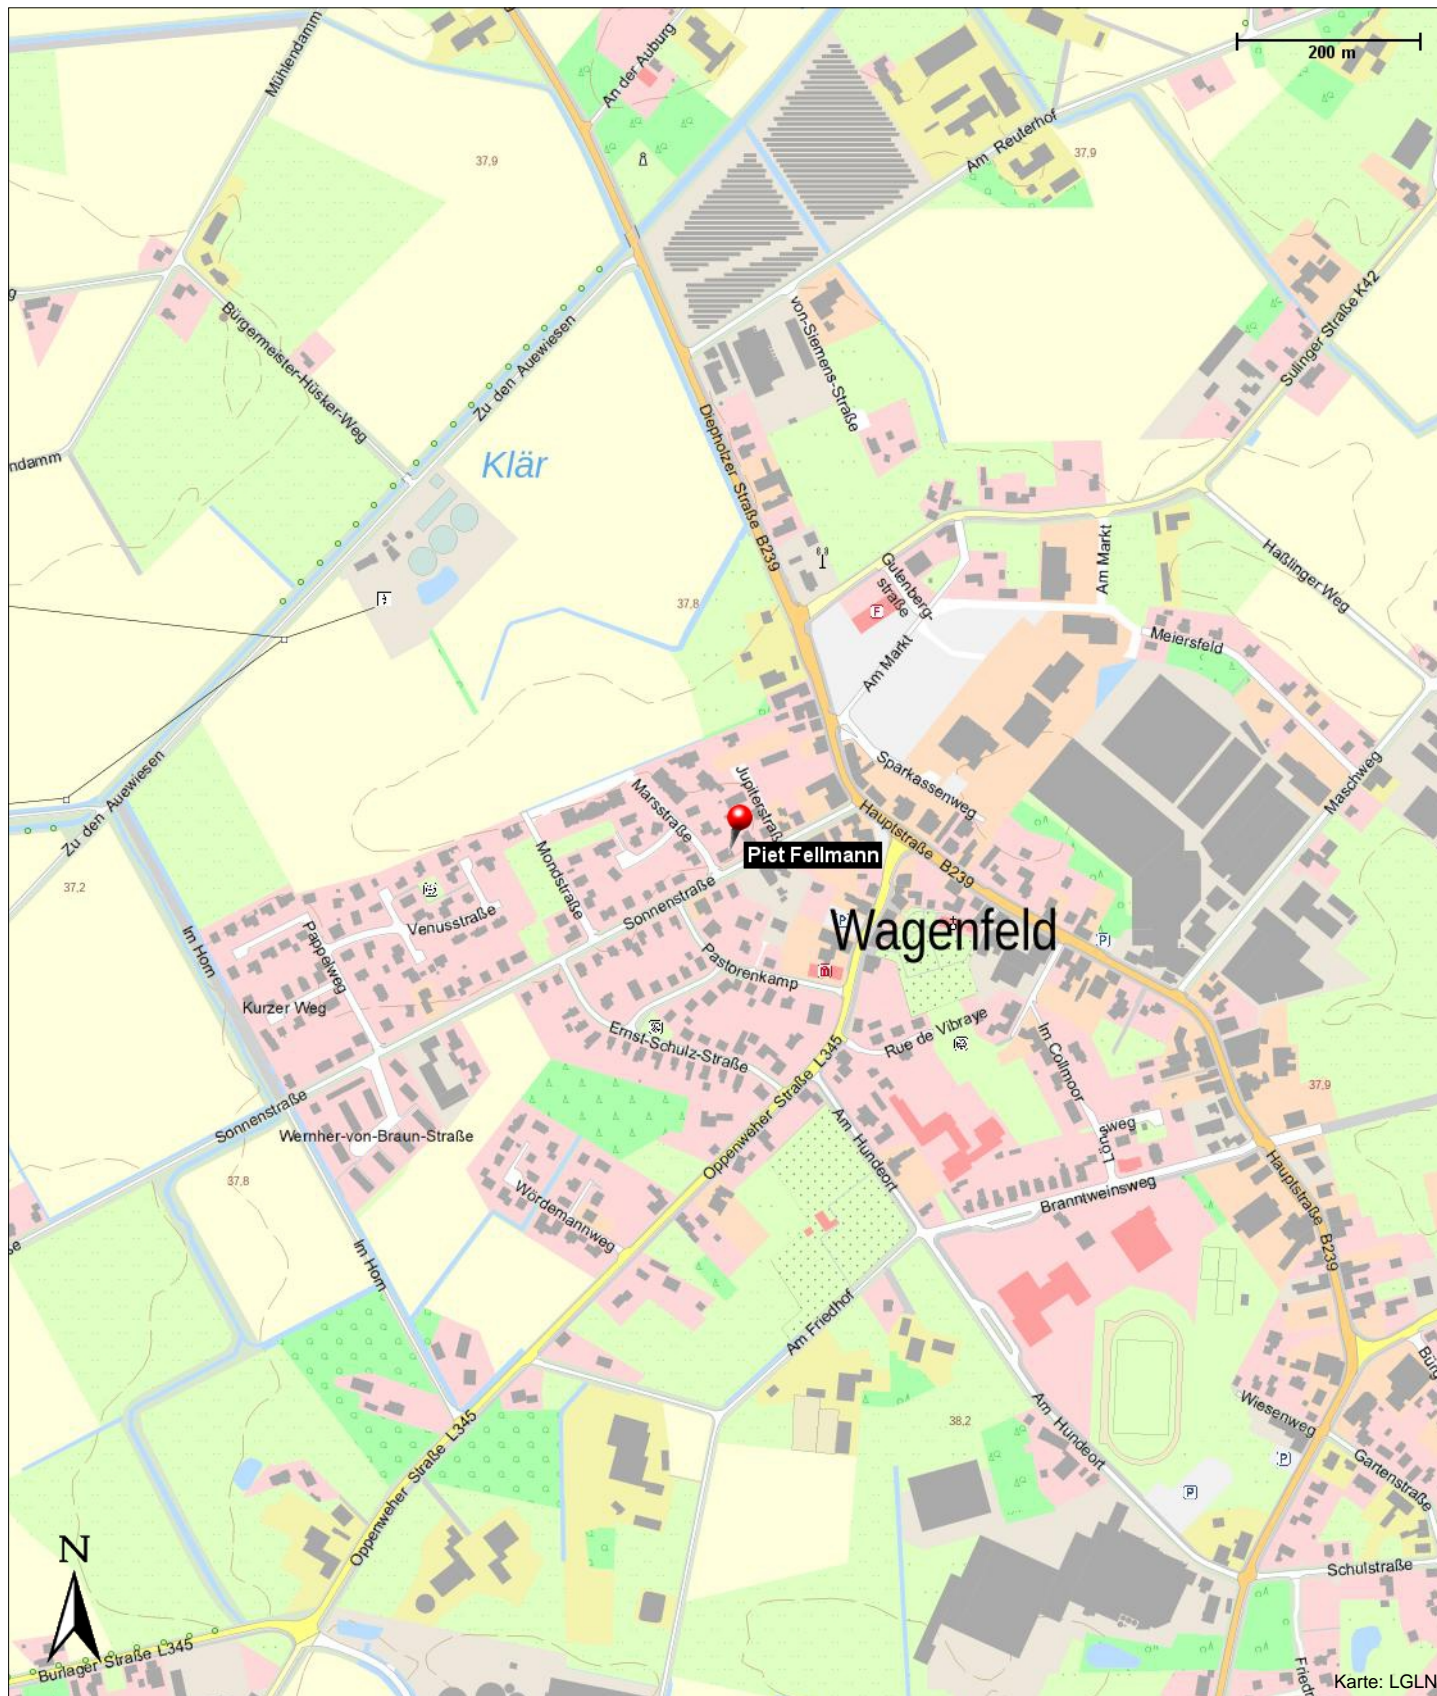 Mühlendamm
An der Auburg
200 m
37,9
Am Reuterhof
37,9
Sulinger Straße K42
Bürgermeister-Hüsker-Weg
Zu den Auewiesen
von-Siemens-Straße
Diepholzer Straße B239
ndamm
Klär
Gutenberg-
straße
Am Markt
Haßlinger Weg
37,8
F
Am Markt
Meiersfeld
Zu den Auewiesen
Sparkassenweg
Maschweg
Marsstraße
Jupiterstraße
Hauptstraße B239
Piet Fellmann
37,2
Mondstraße
Sonnenstraße
Venusstraße
Pappelweg
Im Horn
P
Wagenfeld
P
Pastorenkamp
Kurzer Weg
Rue de Vibraye
Ernst-Schulz-Straße
Im Collmoor
37,9
Sonnenstraße
Wernher-von-Braun-Straße
Oppenweher Straße L345
Am Hundeort
Lönsweg
Branntweinsweg
Hauptstraße B239
37,8
Wördemannweg
Im Horn
Am Friedhof
Bürg
Wiesenweg
38,2
Am Hundeort
Oppenweher Straße L345
P
P
Gartenstraße
N
Schulstraße
Burlager Straße L345
Friedr
Karte: LGLN